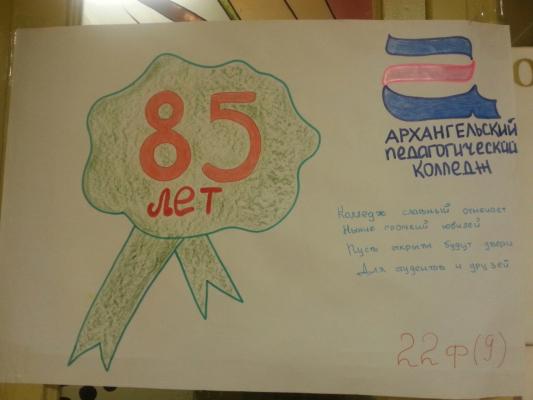 85
лет
АРХАНГЕЛЬСКИЙ
ПЕДАГОГИЧЕСКИЙ
КОЛЛЕДЖ
Колледж славный отмечает
Ныне громкий юбилей
Пусть открыты будут двери
Для студентов и друзей
22ф(9)